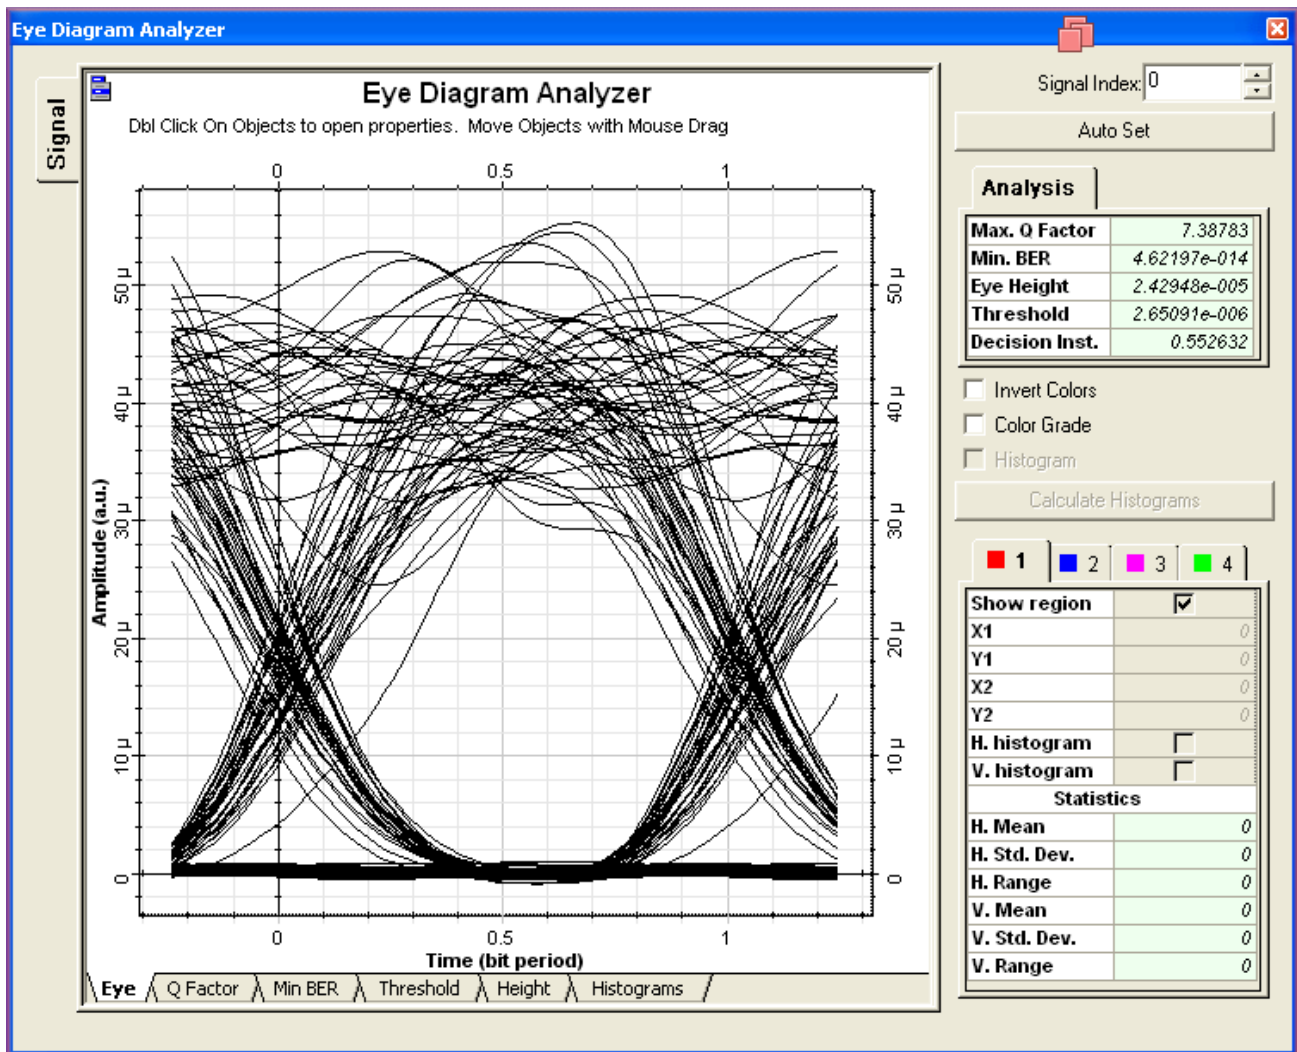 Eye Diagram Analyzer
Signal
Eye Diagram Analyzer
Dbl Click On Objects to open properties. Move Objects with Mouse Drag
0 0.5 1
50 µ 50 µ
40 µ 40 µ
30 µ 30 µ
20 µ 20 µ
10 µ 10 µ
0 0
Amplitude (a.u.)
0 0.5 1
Time (bit period)
Eye Q Factor Min BER Threshold Height Histograms
Signal Index: 0
Auto Set
Analysis
Max. Q Factor 7.38783
Min. BER 4.62197e-014
Eye Height 2.42948e-005
Threshold 2.65091e-006
Decision Inst. 0.552632
Invert Colors
Color Grade
Histogram
Calculate Histograms
1 2 3 4
Show region
X1 0
Y1 0
X2 0
Y2 0
H. histogram
V. histogram
Statistics
H. Mean 0
H. Std. Dev. 0
H. Range 0
V. Mean 0
V. Std. Dev. 0
V. Range 0